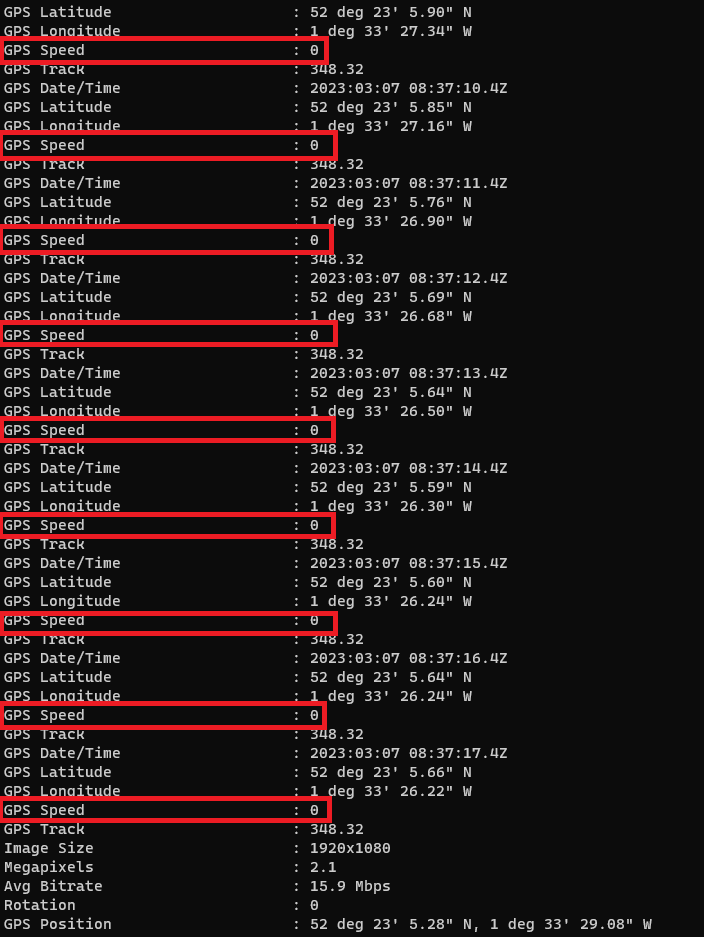 GPS Latitude : 52 deg 23' 5.90" N
GPS Longitude : 1 deg 33' 27.34" W
GPS Speed : 0
GPS Track : 348.32
GPS Date/Time : 2023:03:07 08:37:10.4Z
GPS Latitude : 52 deg 23' 5.85" N
GPS Longitude : 1 deg 33' 27.16" W
GPS Speed : 0
GPS Track : 348.32
GPS Date/Time : 2023:03:07 08:37:11.4Z
GPS Latitude : 52 deg 23' 5.76" N
GPS Longitude : 1 deg 33' 26.90" W
GPS Speed : 0
GPS Track : 348.32
GPS Date/Time : 2023:03:07 08:37:12.4Z
GPS Latitude : 52 deg 23' 5.69" N
GPS Longitude : 1 deg 33' 26.68" W
GPS Speed : 0
GPS Track : 348.32
GPS Date/Time : 2023:03:07 08:37:13.4Z
GPS Latitude : 52 deg 23' 5.64" N
GPS Longitude : 1 deg 33' 26.50" W
GPS Speed : 0
GPS Track : 348.32
GPS Date/Time : 2023:03:07 08:37:14.4Z
GPS Latitude : 52 deg 23' 5.59" N
GPS Longitude : 1 deg 33' 26.30" W
GPS Speed : 0
GPS Track : 348.32
GPS Date/Time : 2023:03:07 08:37:15.4Z
GPS Latitude : 52 deg 23' 5.60" N
GPS Longitude : 1 deg 33' 26.24" W
GPS Speed : 0
GPS Track : 348.32
GPS Date/Time : 2023:03:07 08:37:16.4Z
GPS Latitude : 52 deg 23' 5.64" N
GPS Longitude : 1 deg 33' 26.24" W
GPS Speed : 0
GPS Track : 348.32
GPS Date/Time : 2023:03:07 08:37:17.4Z
GPS Latitude : 52 deg 23' 5.66" N
GPS Longitude : 1 deg 33' 26.22" W
GPS Speed : 0
GPS Track : 348.32
Image Size : 1920x1080
Megapixels : 2.1
Avg Bitrate : 15.9 Mbps
Rotation : 0
GPS Position : 52 deg 23' 5.28" N, 1 deg 33' 29.08" W